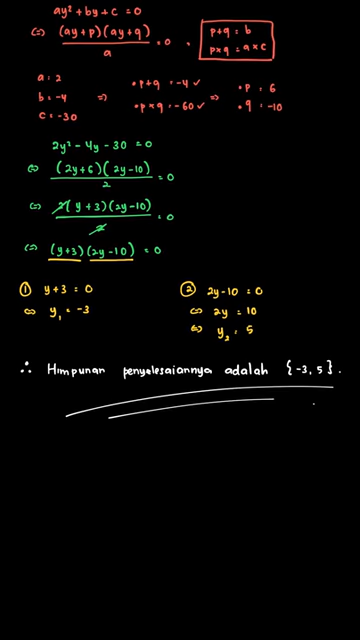 ay² + by + c = 0
⇔ (ay + p)(ay + q) / a = 0
• p + q = b
p × q = a × c
a = 2
b = -4
c = -30
⇒
• p + q = -4 ✓
• p × q = -60 ✓
⇒
• p = 6
• q = -10
2y² - 4y - 30 = 0
⇔ (2y + 6)(2y - 10) / 2 = 0
⇔ 2(y + 3)(2y - 10) / 2 = 0
⇔ (y + 3)(2y - 10) = 0
① y + 3 = 0
⇔ y₁ = -3
② 2y - 10 = 0
⇔ 2y = 10
⇔ y₂ = 5
∴ Himpunan penyelesaiannya adalah {-3, 5}.